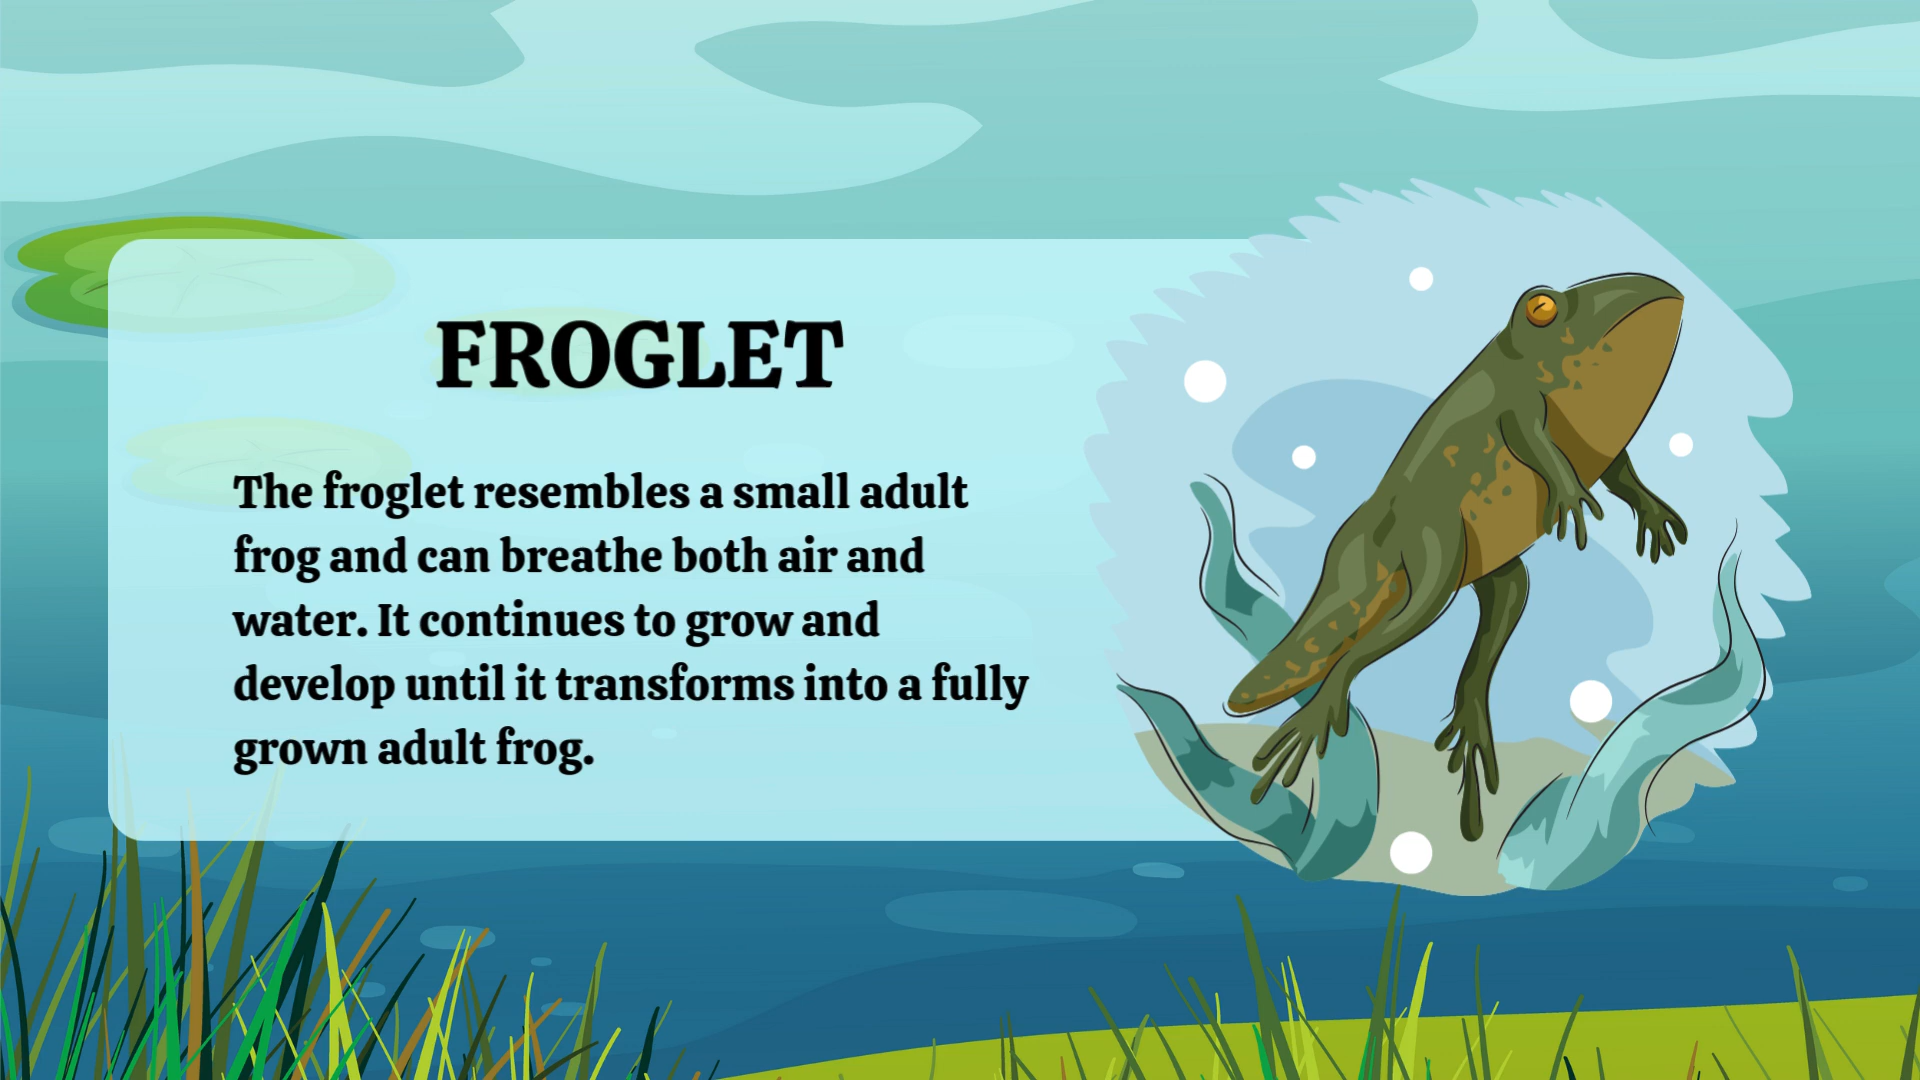 FROGLET
The froglet resembles a small adult
frog and can breathe both air and
water. It continues to grow and
develop until it transforms into a fully
grown adult frog.